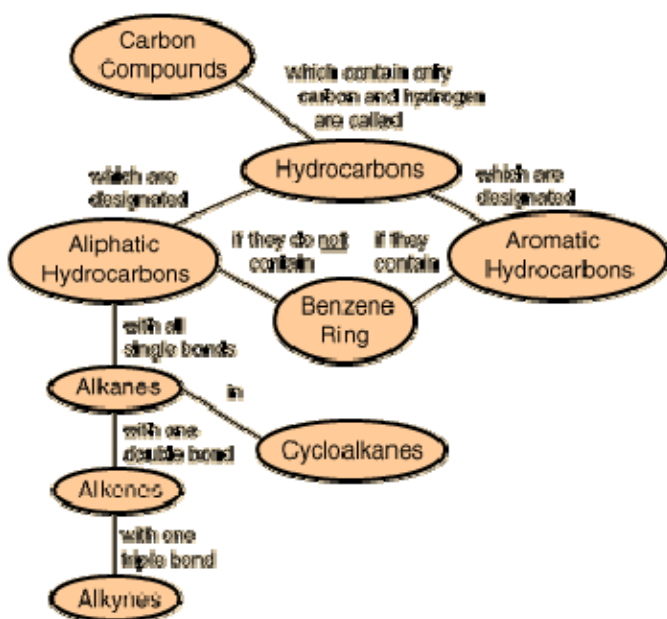 Carbon
Compounds
which contain only
carbon and hydrogen
are called
Hydrocarbons
which are
designated
which are
designated
Aliphatic
Hydrocarbons
if they do not
contain
if they
contain
Aromatic
Hydrocarbons
Benzene
Ring
with all
single bonds
Alkanes
in
Cycloalkanes
with one
double bond
Alkenes
with one
triple bond
Alkynes